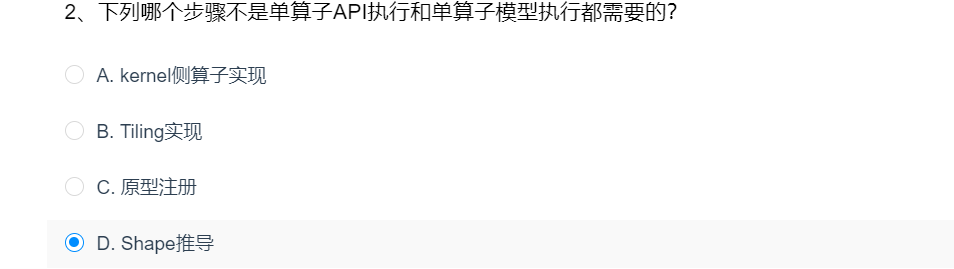 2、下列哪个步骤不是单算子API执行和单算子模型执行都需要的?
A. kernel侧算子实现
B. Tiling实现
C. 原型注册
D. Shape推导